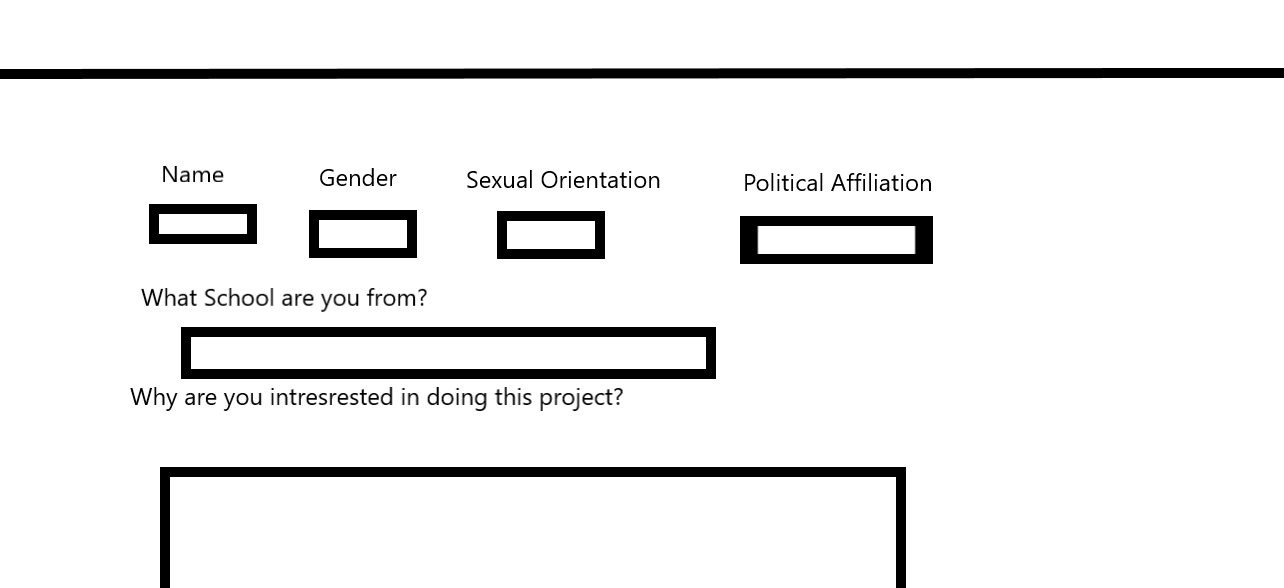 Name Gender Sexual Orientation Political Affiliation
What School are you from?
Why are you intresrested in doing this project?